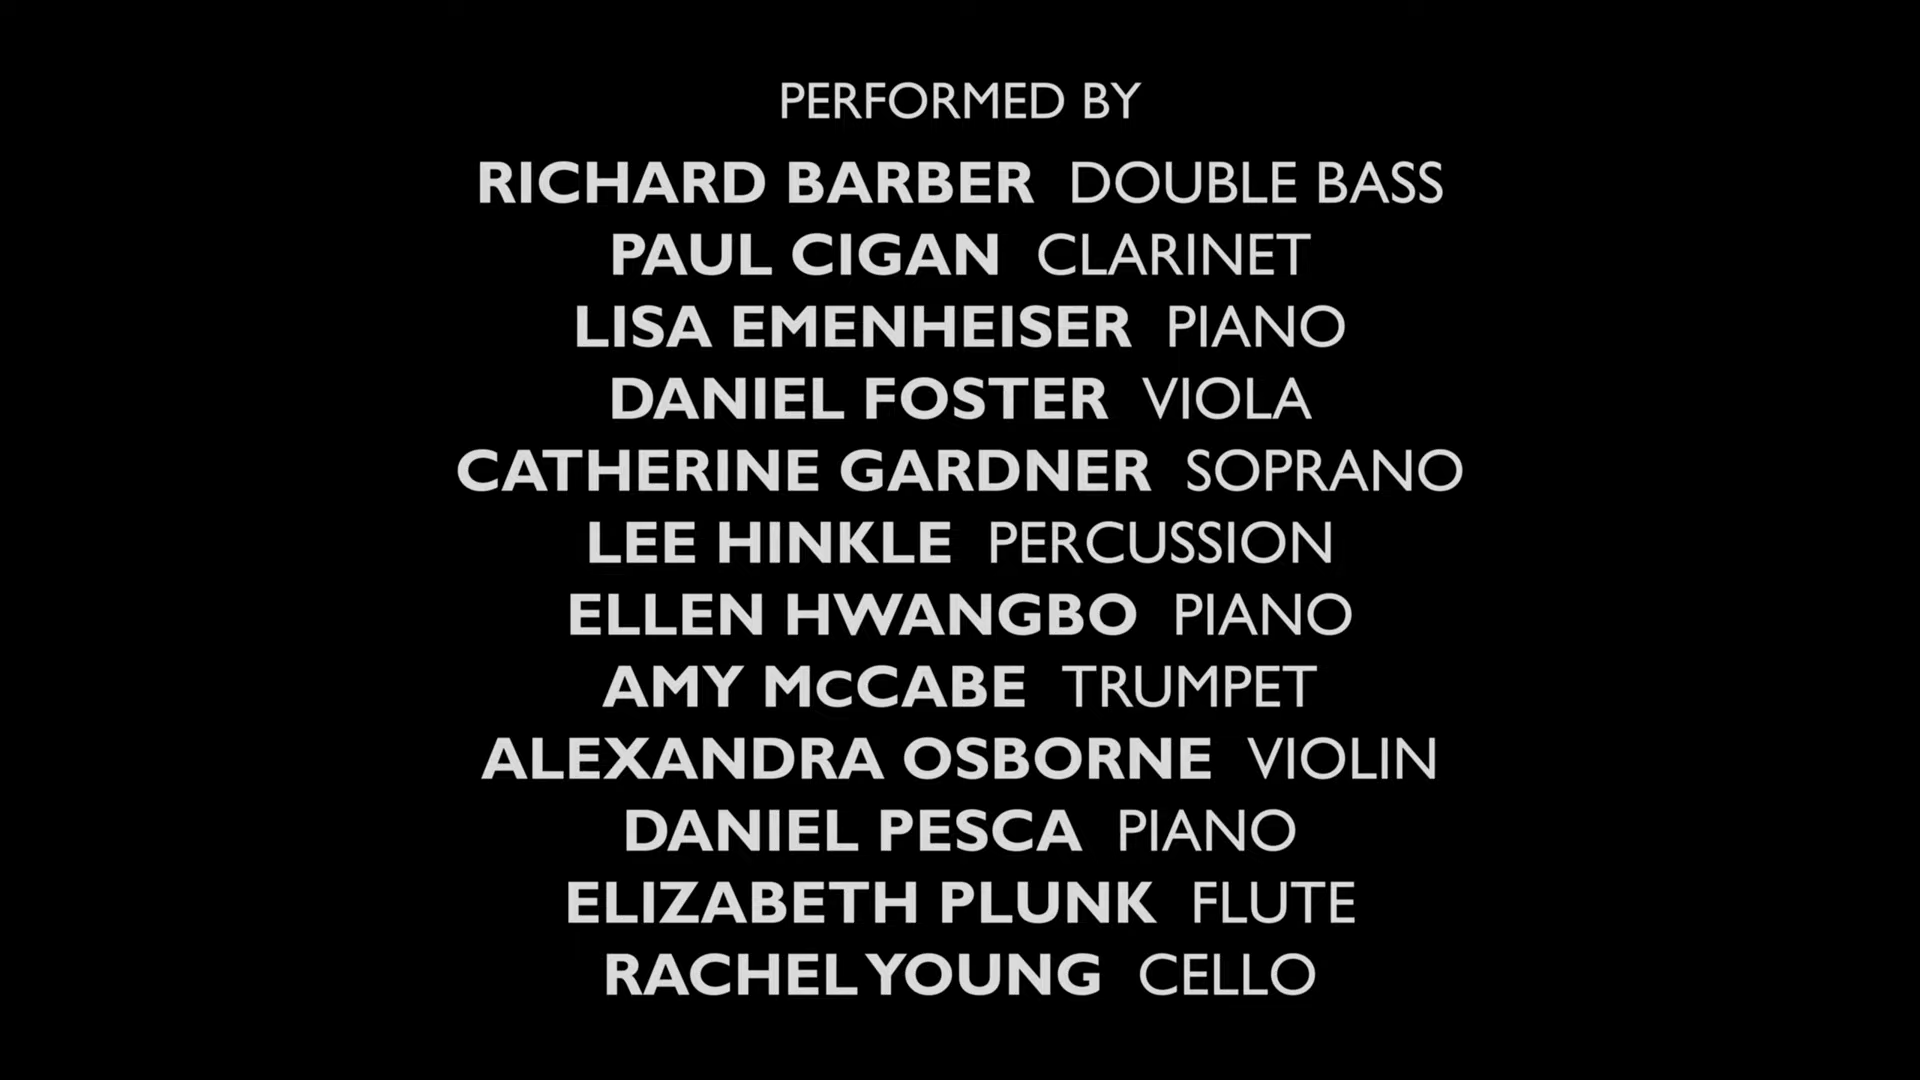 PERFORMED BY
RICHARD BARBER DOUBLE BASS
PAUL CIGAN CLARINET
LISA EMENHEISER PIANO
DANIEL FOSTER VIOLA
CATHERINE GARDNER SOPRANO
LEE HINKLE PERCUSSION
ELLEN HWANGBO PIANO
AMY McCABE TRUMPET
ALEXANDRA OSBORNE VIOLIN
DANIEL PESCA PIANO
ELIZABETH PLUNK FLUTE
RACHEL YOUNG CELLO